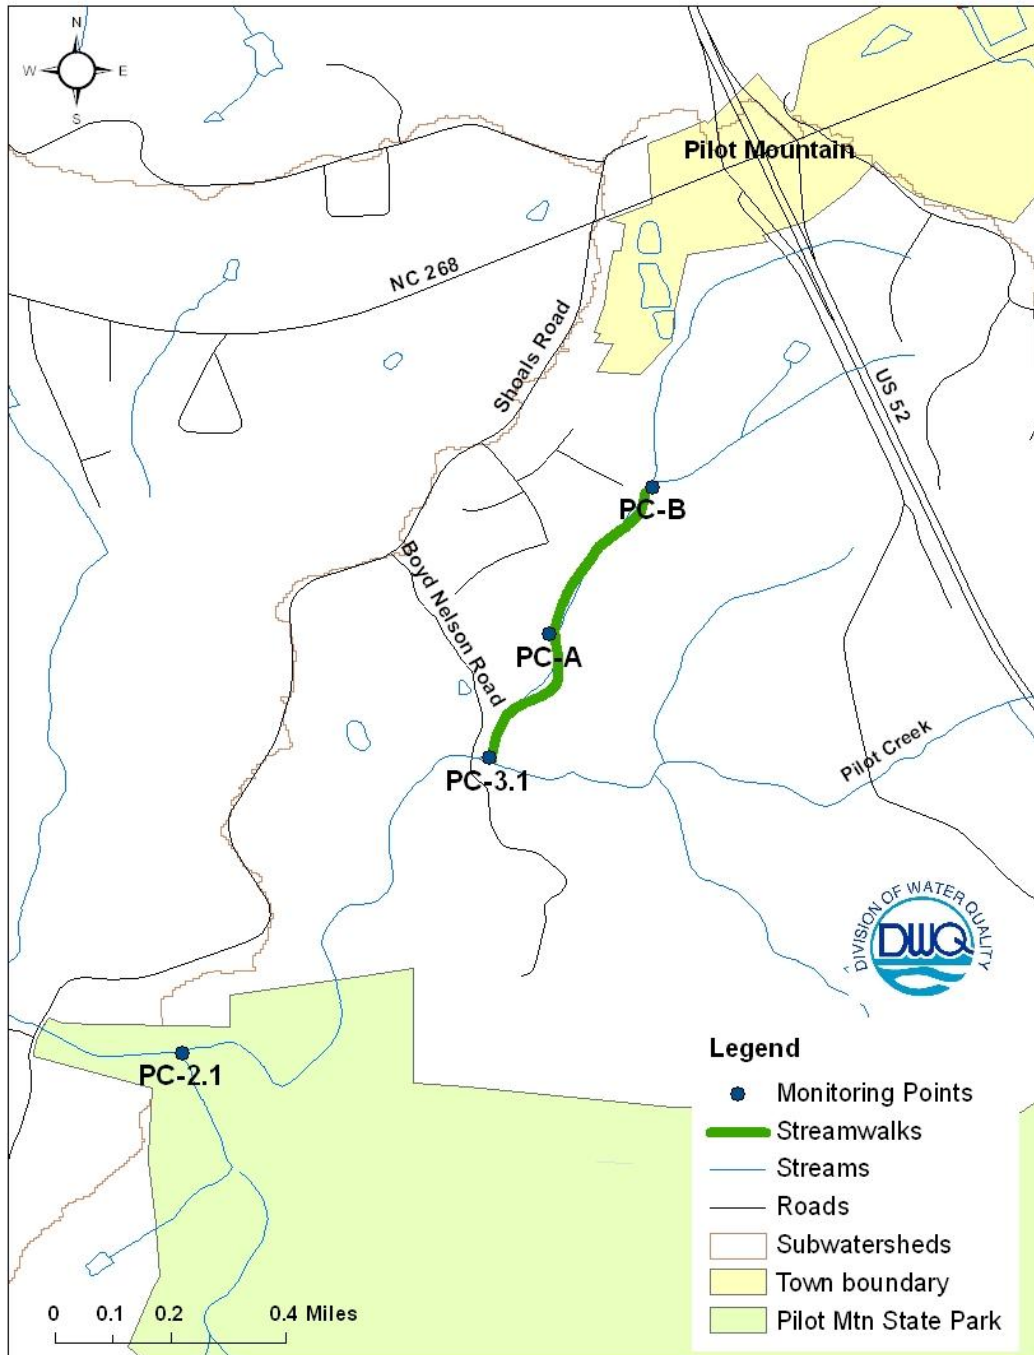 N
W E
S
Pilot Mountain
NC 268
Shoals Road
US 52
PC-B
Boyd Nelson Road
PC-A
Pilot Creek
PC-3.1
DIVISION OF WATER QUALITY
DWQ
PC-2.1
Legend
Monitoring Points
Streamwalks
Streams
Roads
Subwatersheds
Town boundary
Pilot Mtn State Park
0 0.1 0.2 0.4 Miles